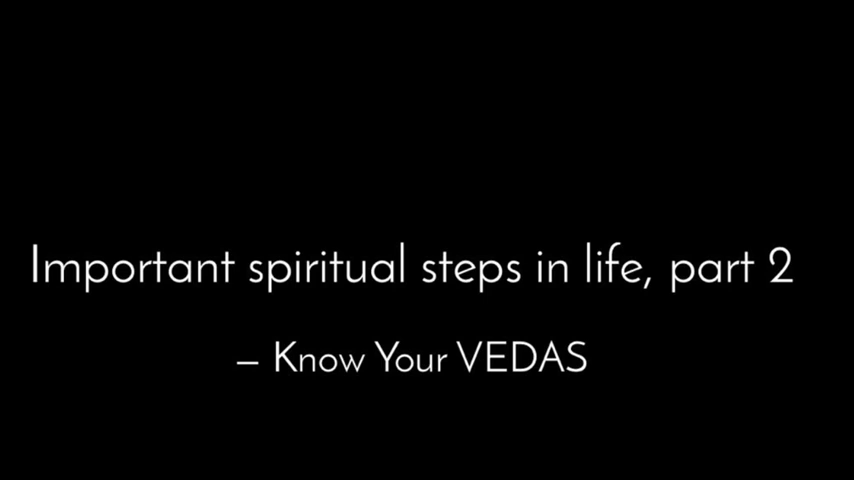 Important spiritual steps in life, part 2
– Know Your VEDAS